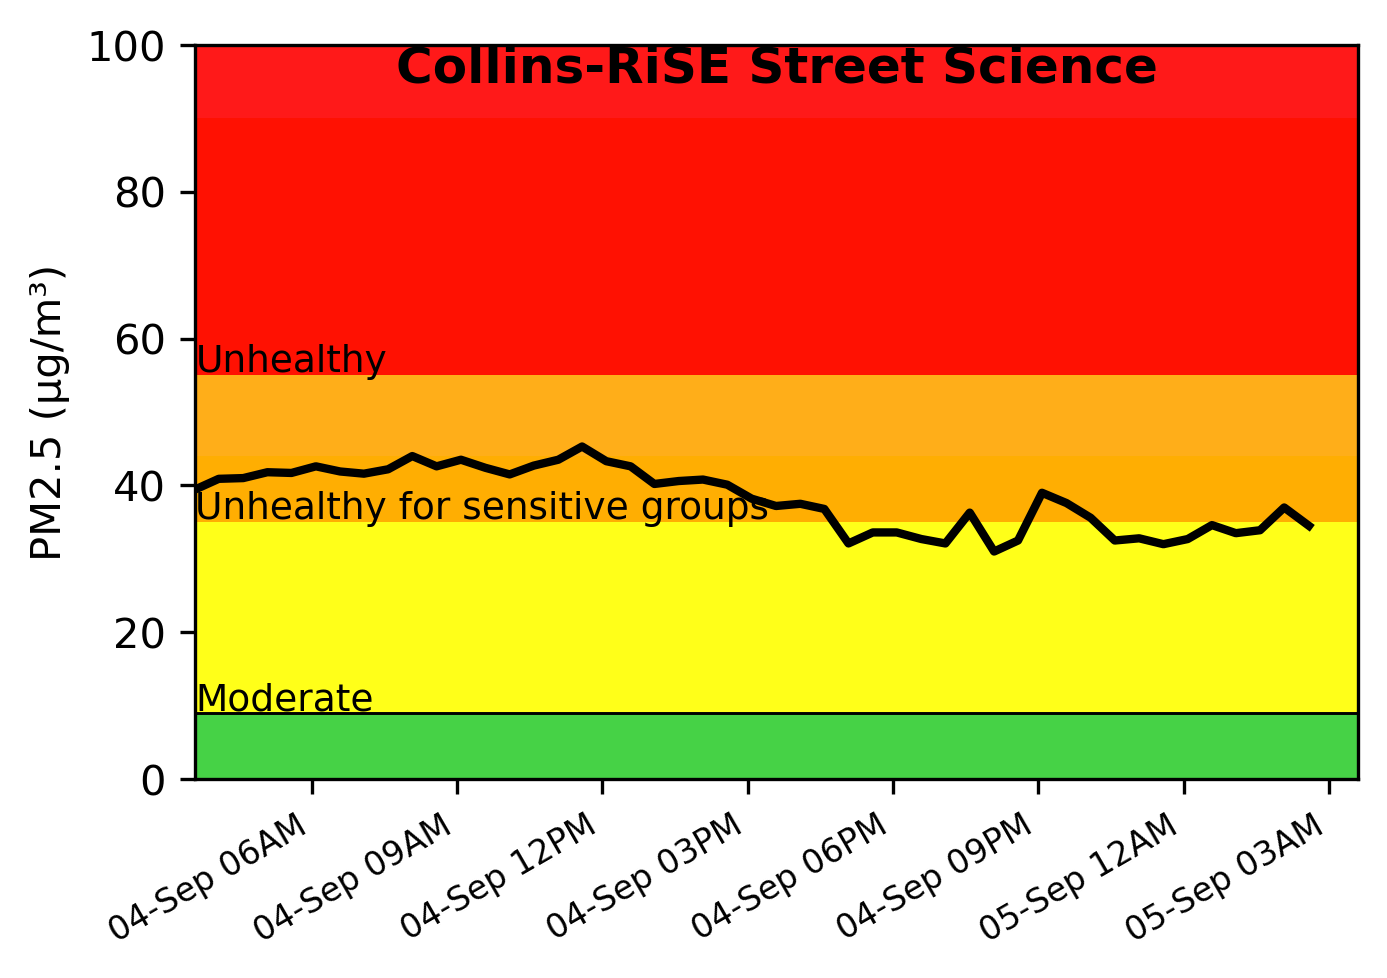 Collins-RiSE Street Science
100
80
60
40
20
0
PM2.5 (μg/m³)
Unhealthy
Unhealthy for sensitive groups
Moderate
04-Sep 06AM
04-Sep 09AM
04-Sep 12PM
04-Sep 03PM
04-Sep 06PM
04-Sep 09PM
05-Sep 12AM
05-Sep 03AM